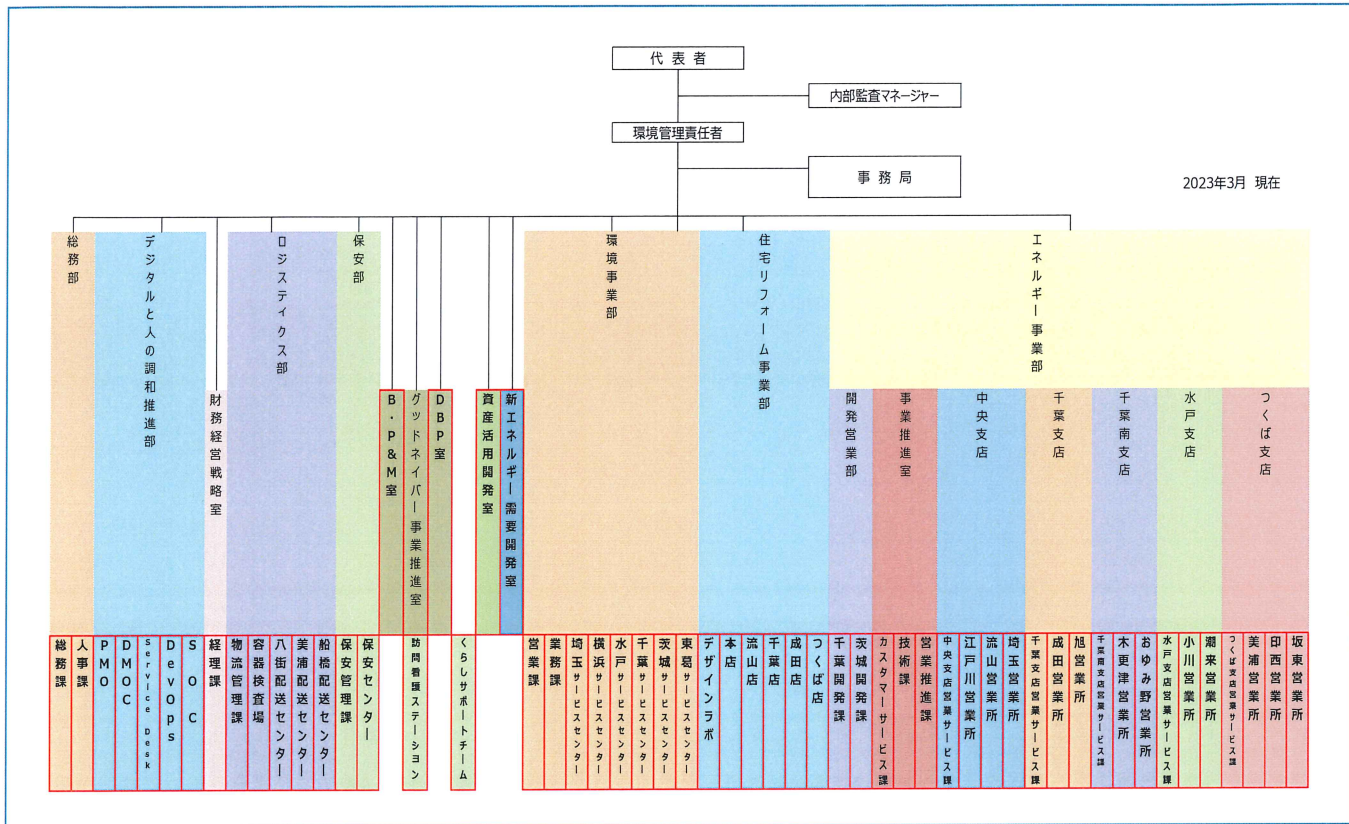 代表者
内部監査マネージャー
環境管理責任者
事務局
2023年3月 現在
総務部
デジタルと人の調和推進部
ロジスティクス部
保安部
環境事業部
住宅リフォーム事業部
エネルギー事業部
財務経営戦略室
B・P&M室
グッドネイバー事業推進室
DBP室
資産活用開発室
新エネルギー需要開発室
開発営業部
事業推進室
中央支店
千葉支店
千葉南支店
水戸支店
つくば支店
総務課
人事課
PMO
DMOC
Service Desk
DevOps
SOC
経理課
物流管理課
容器検査場
八街配送センター
美浦配送センター
船橋配送センター
保安管理課
保安センター
訪問看護ステーション
くらしサポートチーム
営業課
業務課
埼玉サービスセンター
横浜サービスセンター
水戸サービスセンター
千葉サービスセンター
茨城サービスセンター
東葛サービスセンター
デザインラボ
本店
流山店
千葉店
成田店
つくば店
千葉開発課
茨城開発課
カスタマーサービス課
技術課
営業推進課
中央支店営業サービス課
江戸川営業所
流山営業所
埼玉営業所
千葉支店営業サービス課
成田営業所
旭営業所
千葉南支店営業サービス課
木更津営業所
おゆみ野営業所
水戸支店営業サービス課
小川営業所
潮来営業所
つくば支店営業サービス課
美浦営業所
印西営業所
坂東営業所